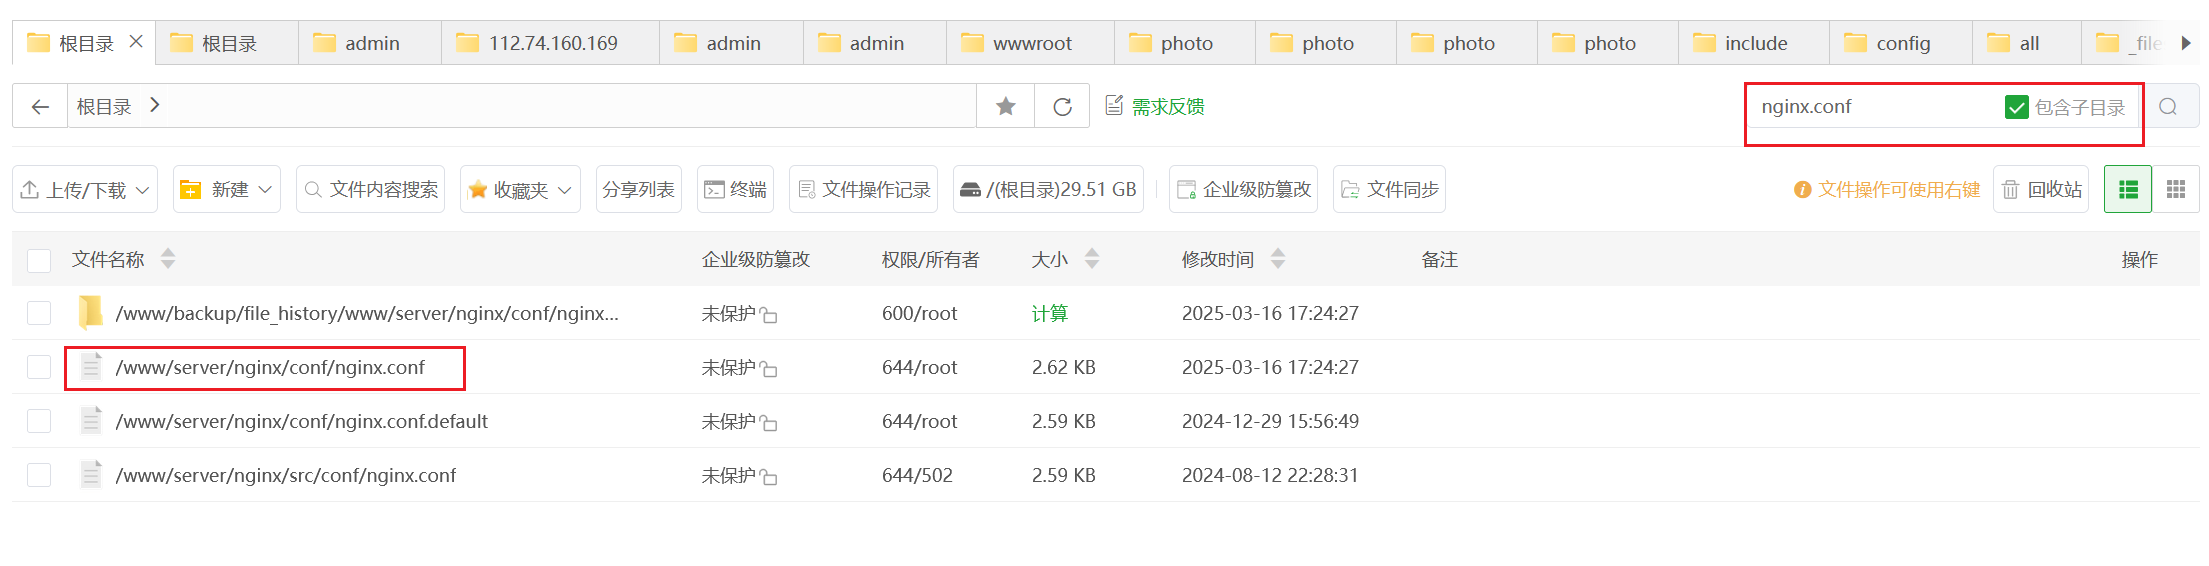 根目录 根目录 admin 112.74.160.169 admin admin wwwroot photo photo photo photo include config all _file
根目录 需求反馈 nginx.conf 包含子目录
上传/下载 新建 文件内容搜索 收藏夹 分享列表 终端 文件操作记录 /(根目录)29.51 GB 企业级防篡改 文件同步 文件操作可使用右键 回收站
文件名称 企业级防篡改 权限/所有者 大小 修改时间 备注 操作
/www/backup/file_history/www/server/nginx/conf/nginx... 未保护 600/root 计算 2025-03-16 17:24:27
/www/server/nginx/conf/nginx.conf 未保护 644/root 2.62 KB 2025-03-16 17:24:27
/www/server/nginx/conf/nginx.conf.default 未保护 644/root 2.59 KB 2024-12-29 15:56:49
/www/server/nginx/src/conf/nginx.conf 未保护 644/502 2.59 KB 2024-08-12 22:28:31